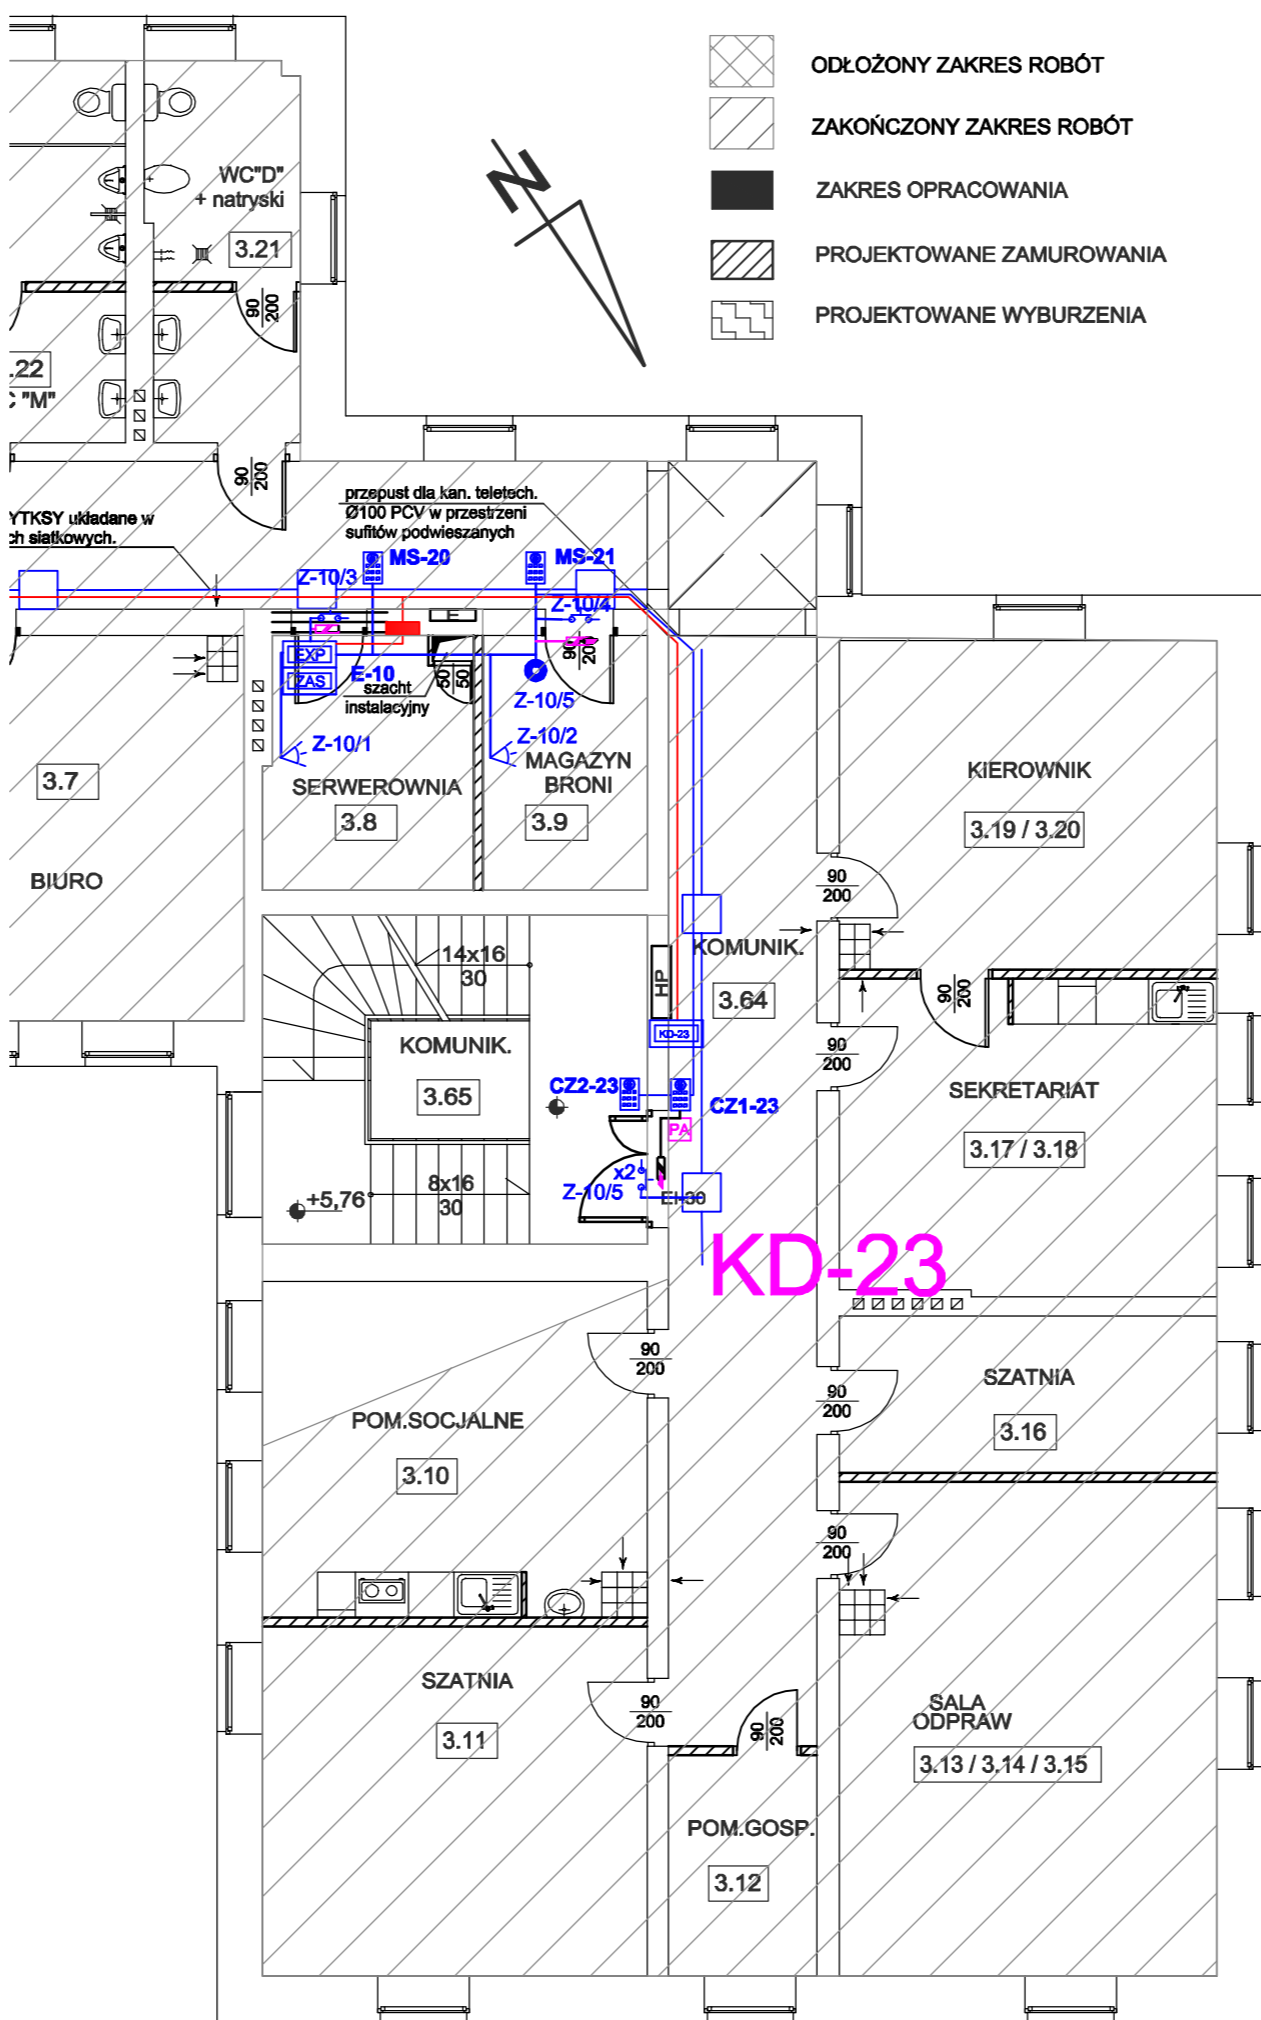 ODŁOŻONY ZAKRES ROBÓT
ZAKOŃCZONY ZAKRES ROBÓT
ZAKRES OPRACOWANIA
PROJEKTOWANE ZAMUROWANIA
PROJEKTOWANE WYBURZENIA
N
WC"D"
+ natryski
3.21
90
200
.22
C "M"
90
200
YTKSY układane w
ch siatkowych.
przepust dla kan. teletech.
Ø100 PCV w przestrzeni
sufitów podwieszanych
MS-20
MS-21
Z-10/3
Z-10/4
E
90
200
EXP
ZAS
E-10
50
50
szacht
instalacyjny
Z-10/5
Z-10/1
Z-10/2
3.7
BIURO
SERWEROWNIA
3.8
MAGAZYN
BRONI
3.9
KIEROWNIK
3.19 / 3.20
90
200
14x16
30
HP
KOMUNIK.
3.64
90
200
KD-23
KOMUNIK.
3.65
90
200
CZ2-23
CZ1-23
PA
SEKRETARIAT
3.17 / 3.18
+5,76
8x16
30
x2
Z-10/5
EI-30
KD-23
90
200
SZATNIA
3.16
90
200
POM.SOCJALNE
3.10
90
200
SZATNIA
3.11
90
200
90
200
SALA
ODPRAW
3.13 / 3.14 / 3.15
POM.GOSP.
3.12